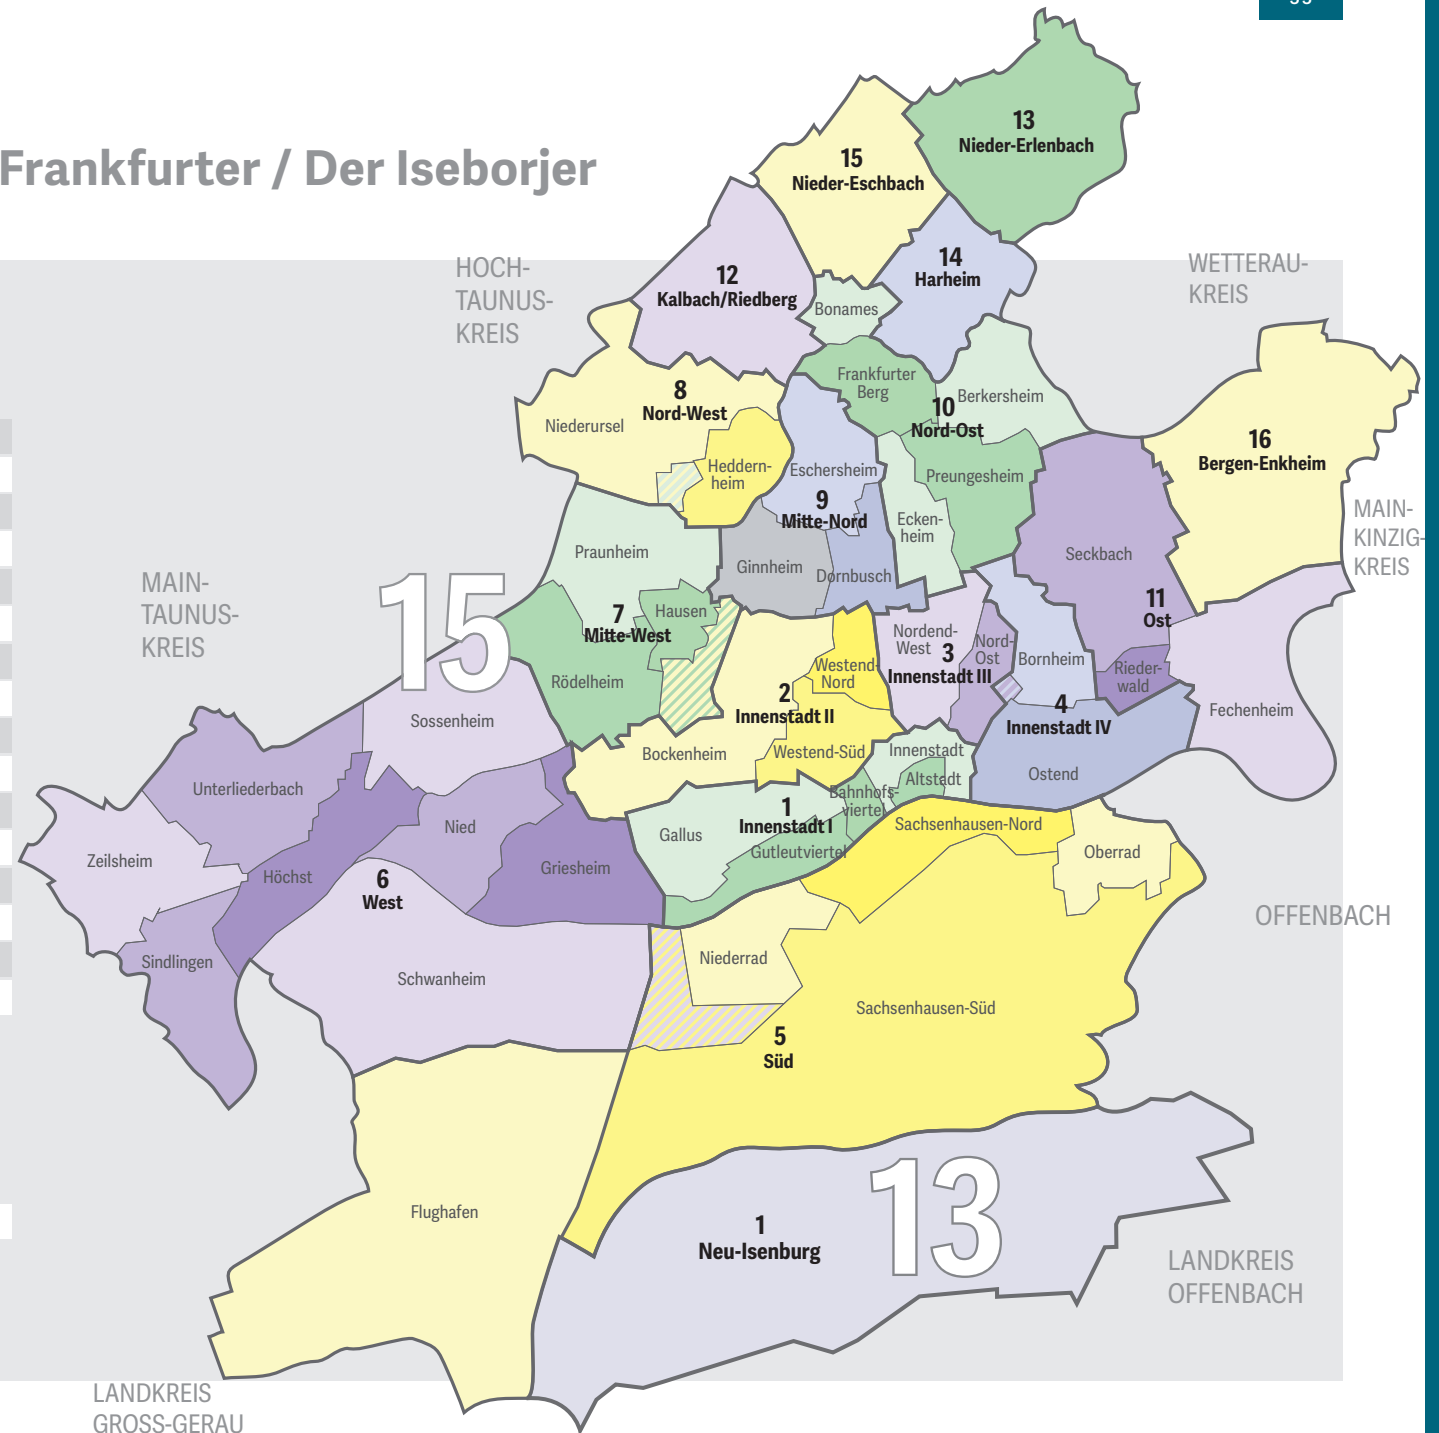 Frankfurter / Der Iseborjer
13
Nieder-Erlenbach
15
Nieder-Eschbach
14
Harheim
WETTERAU-
KREIS
HOCH-
TAUNUS-
KREIS
12
Kalbach/Riedberg
Bonames
Frankfurter
Berg
Berkersheim
10
Nord-Ost
8
Nord-West
Niederursel
Heddern-
heim
Eschersheim
9
Mitte-Nord
Preungesheim
Ecken-
heim
16
Bergen-Enkheim
MAIN-
KINZIG-
KREIS
Seckbach
Praunheim
Ginnheim
Dornbusch
MAIN-
TAUNUS-
KREIS
15
7
Mitte-West
Hausen
Rödelheim
11
Ost
Nordend-
West
3
Innenstadt III
Nord-
Ost
Bornheim
Rieder-
wald
Fechenheim
Westend-
Nord
2
Innenstadt II
4
Innenstadt IV
Sossenheim
Bockenheim
Westend-Süd
Innenstadt
Altstadt
Ostend
Unterliederbach
Bahnhofs-
viertel
1
Innenstadt I
Gallus
Gutleutviertel
Sachsenhausen-Nord
Oberrad
Nied
Zeilsheim
Höchst
Griesheim
6
West
OFFENBACH
Sindlingen
Schwanheim
Niederrad
Sachsenhausen-Süd
5
Süd
Flughafen
13
1
Neu-Isenburg
LANDKREIS
OFFENBACH
LANDKREIS
GROSS-GERAU